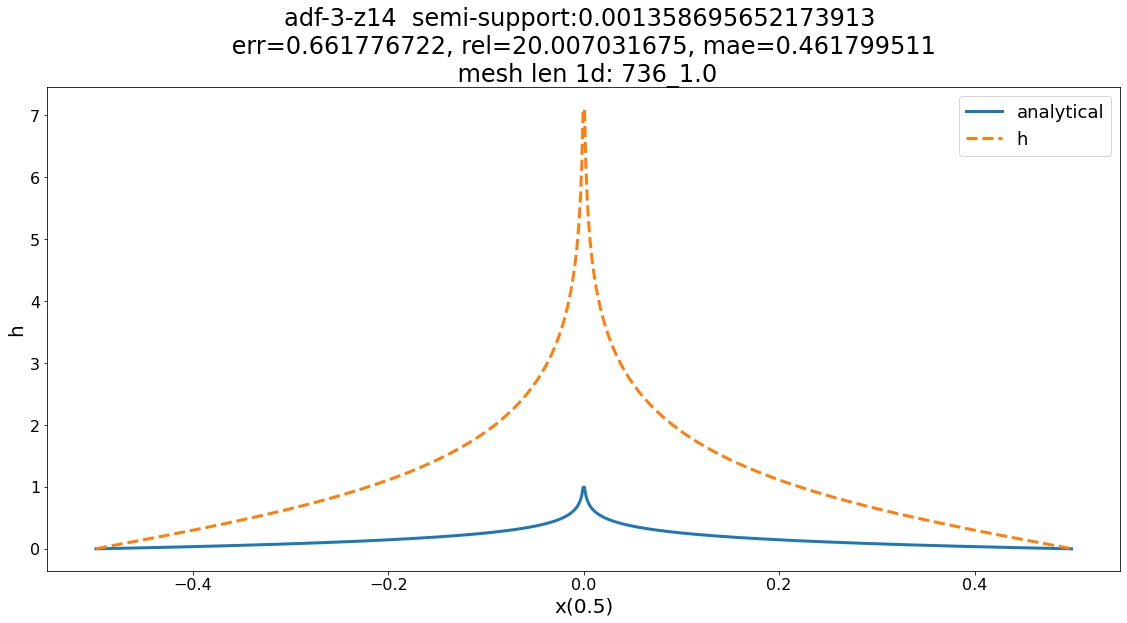 adf-3-z14  semi-support:0.001358695652173913
err=0.661776722, rel=20.007031675, mae=0.461799511
mesh len 1d: 736_1.0
analytical
h
7
6
5
4
3
2
1
0
h
−0.4
−0.2
0.0
0.2
0.4
x(0.5)